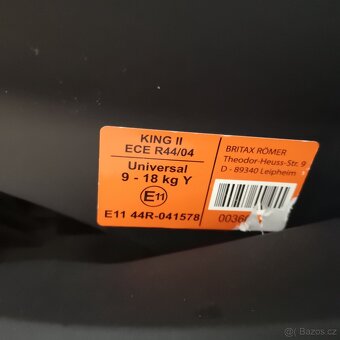 KING II
ECE R44/04
Universal
9 - 18 kg Y
E11
E11 44R-041578
BRITAX RÖMER
Theodor-Heuss-Str. 9
D - 89340 Leipheim
© Bazos.cz